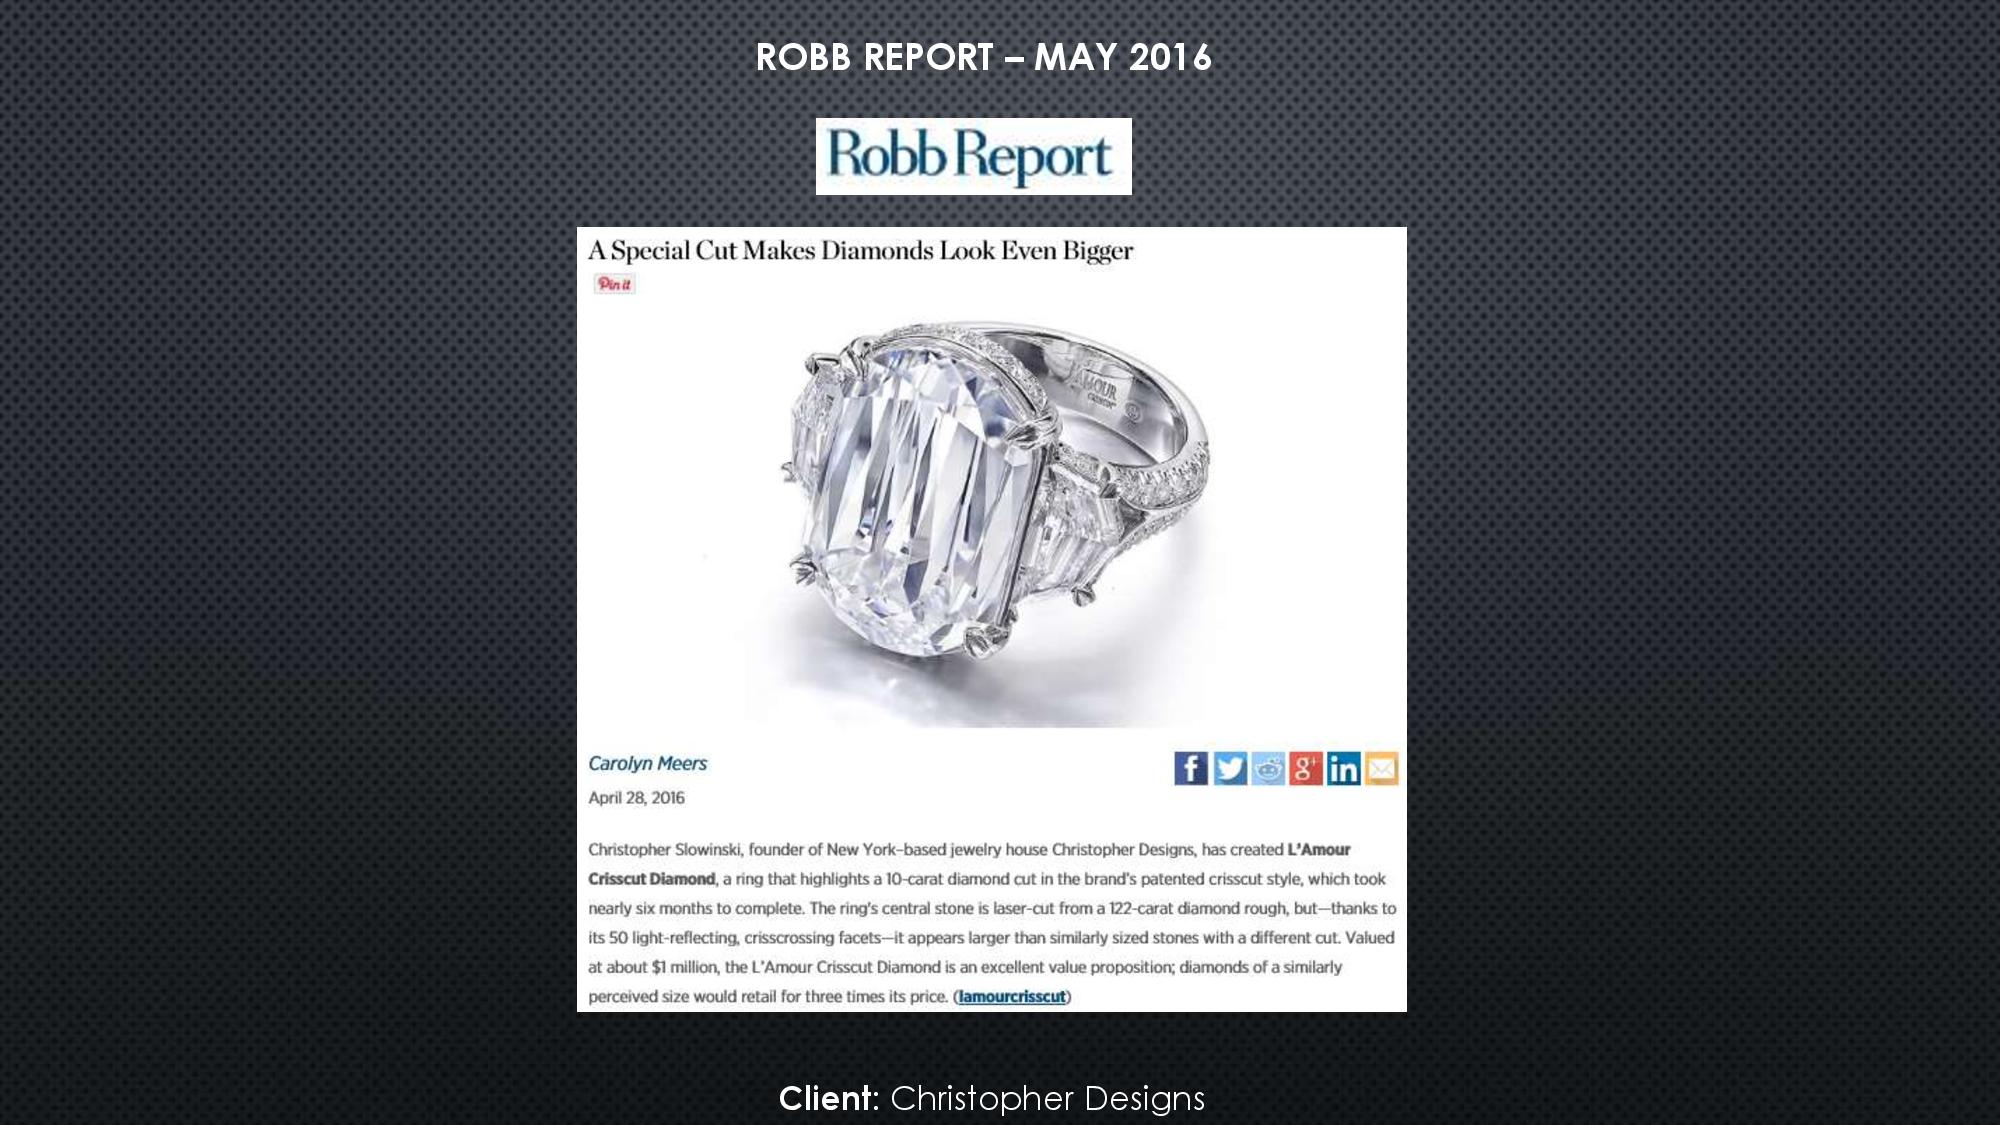 ROBB REPORT – MAY 2016
Robb Report
A Special Cut Makes Diamonds Look Even Bigger
Pin it
AMOUR
Carolyn Meers
April 28, 2016
Christopher Slowinski, founder of New York–based jewelry house Christopher Designs, has created L'Amour
Crisscut Diamond, a ring that highlights a 10-carat diamond cut in the brand's patented crisscut style, which took
nearly six months to complete. The ring's central stone is laser-cut from a 122-carat diamond rough, but—thanks to
its 50 light-reflecting, crisscrossing facets—it appears larger than similarly sized stones with a different cut. Valued
at about $1 million, the L'Amour Crisscut Diamond is an excellent value proposition; diamonds of a similarly
perceived size would retail for three times its price. (lamourcrisscut)
Client: Christopher Designs